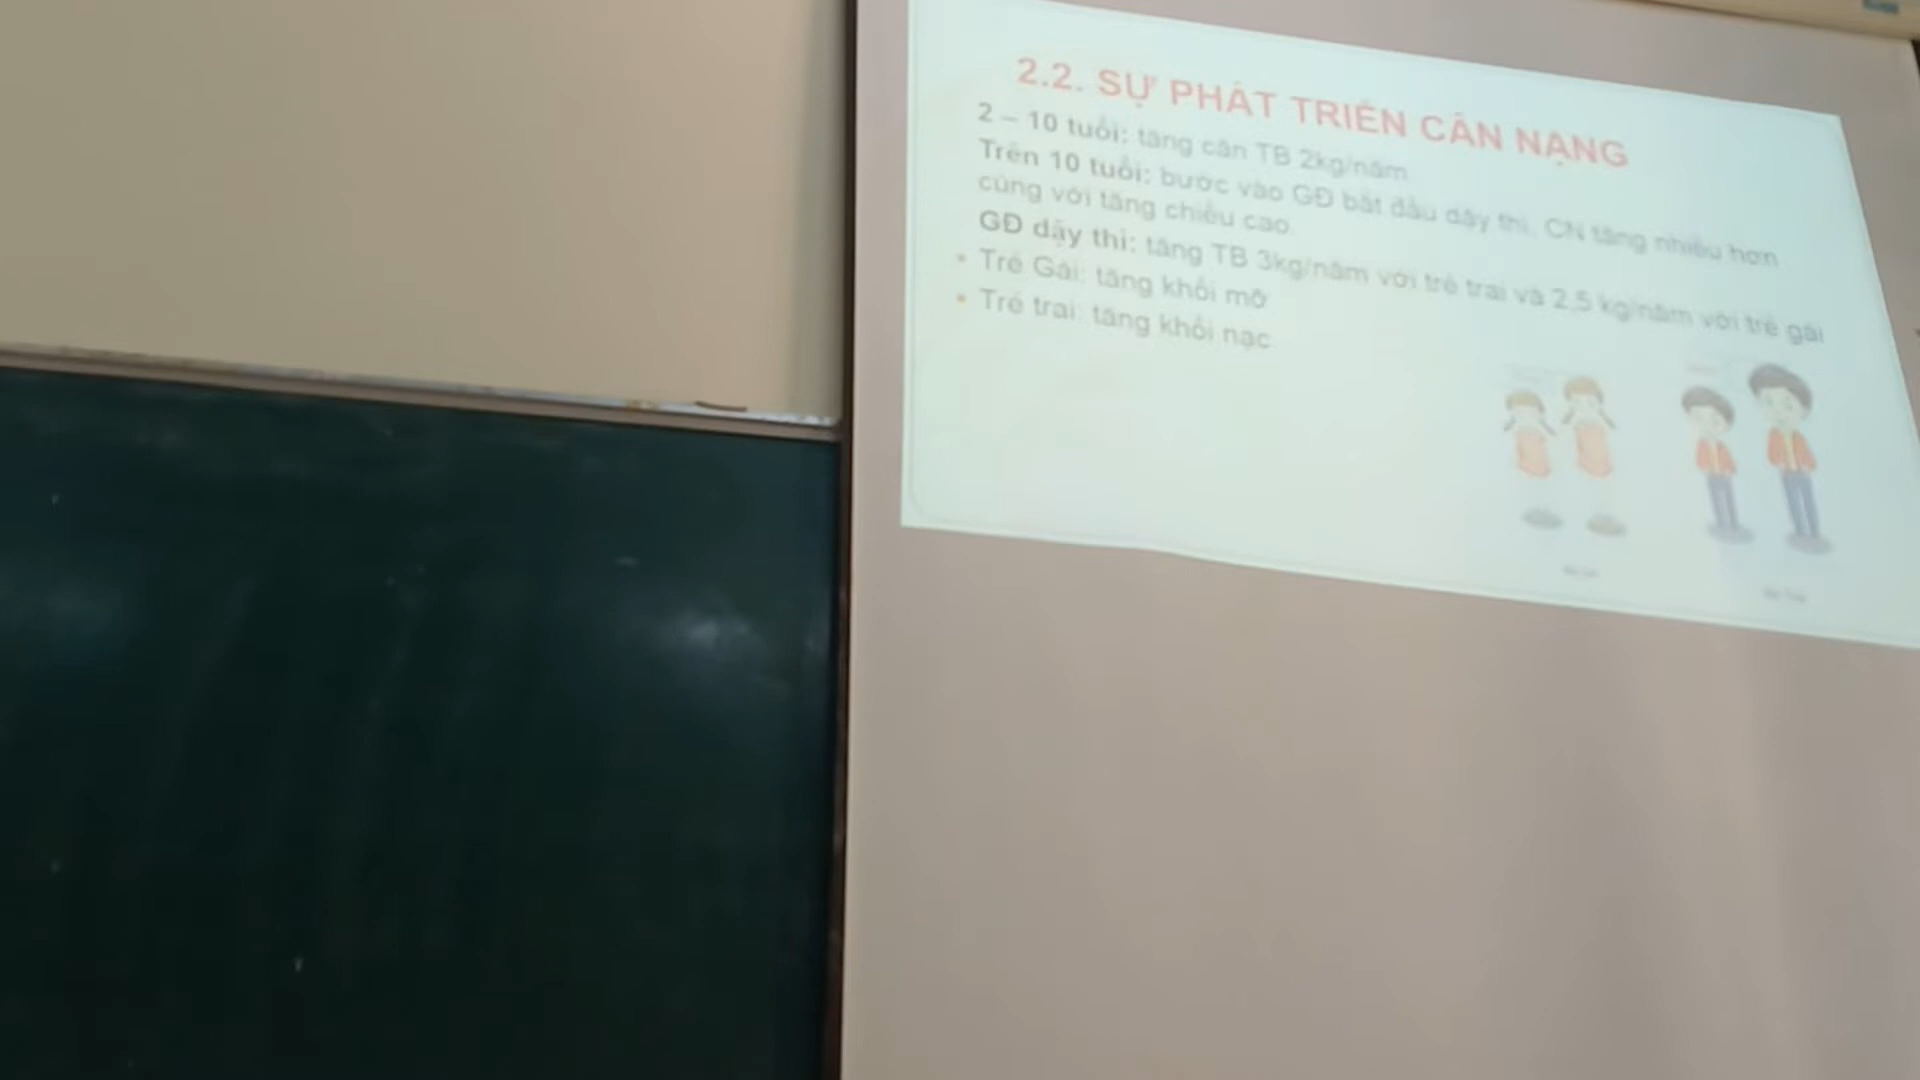 2.2. SỰ PHÁT TRIỂN CÂN NẶNG
2 – 10 tuổi: tăng cân TB 2kg/năm
Trên 10 tuổi: bước vào GĐ bắt đầu dậy thì. CN tăng nhiều hơn
cùng với tăng chiều cao.
GĐ dậy thì: tăng TB 3kg/năm với trẻ trai và 2,5 kg/năm với trẻ gái
• Trẻ Gái: tăng khối mỡ
• Trẻ trai: tăng khối nạc